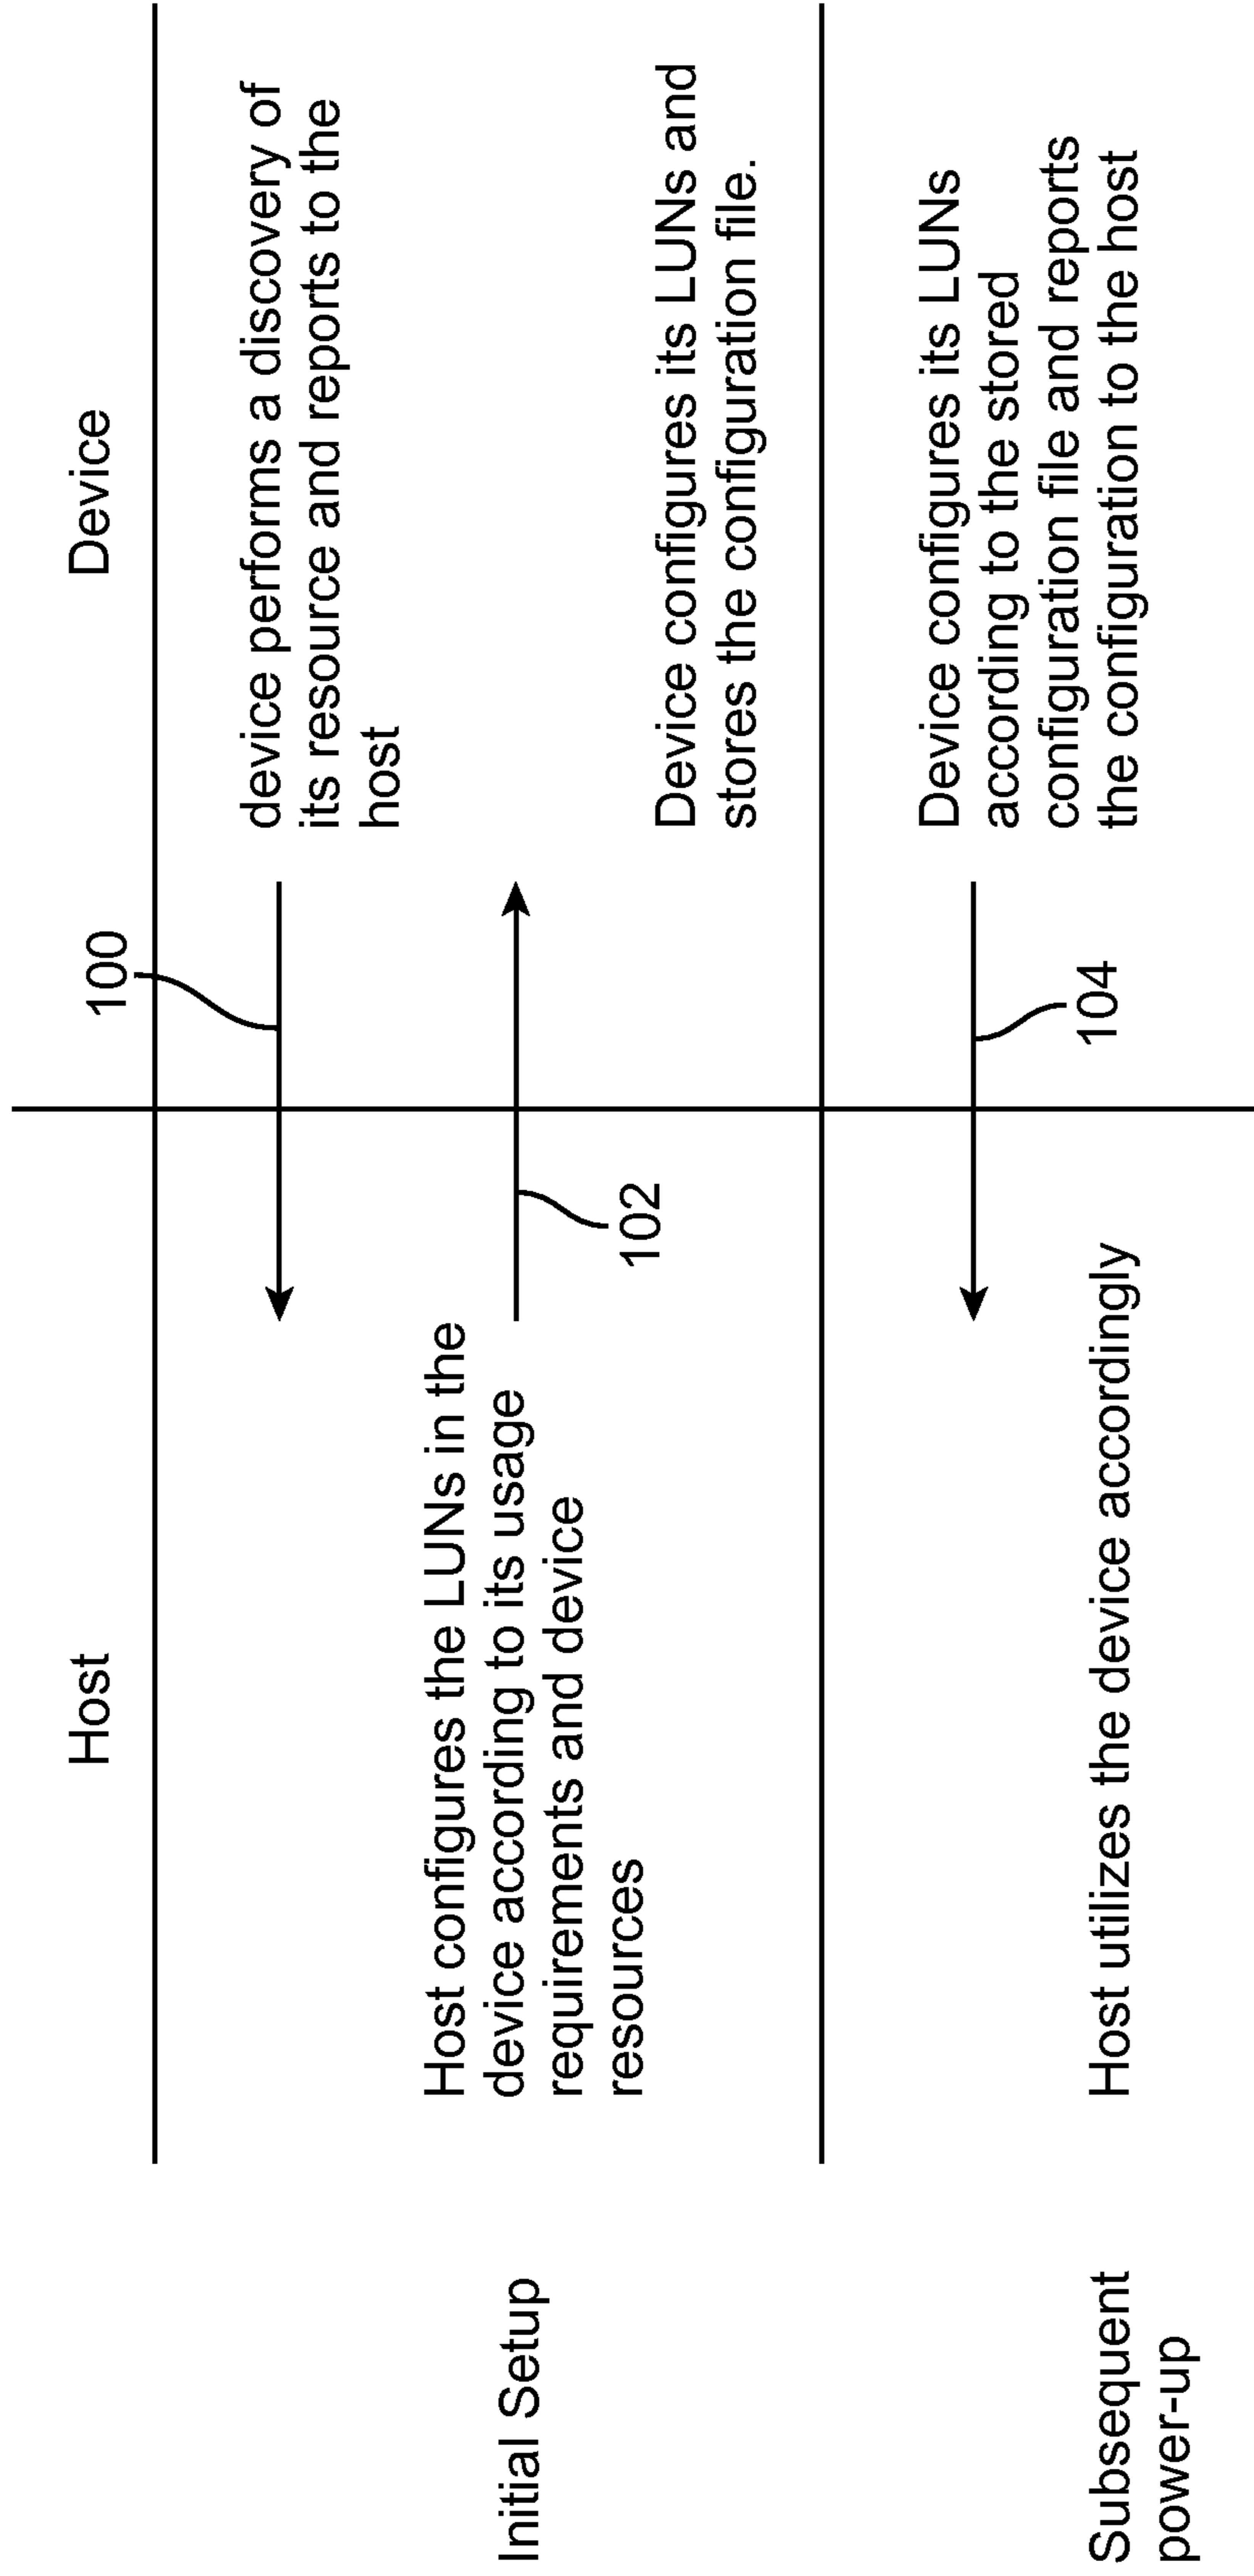 Host
Device
100
device performs a discovery of
its resource and reports to the
host
Initial Setup
Host configures the LUNs in the
device according to its usage
requirements and device
resources
102
Device configures its LUNs and
stores the configuration file.
Subsequent
power-up
Host utilizes the device accordingly
104
Device configures its LUNs
according to the stored
configuration file and reports
the configuration to the host